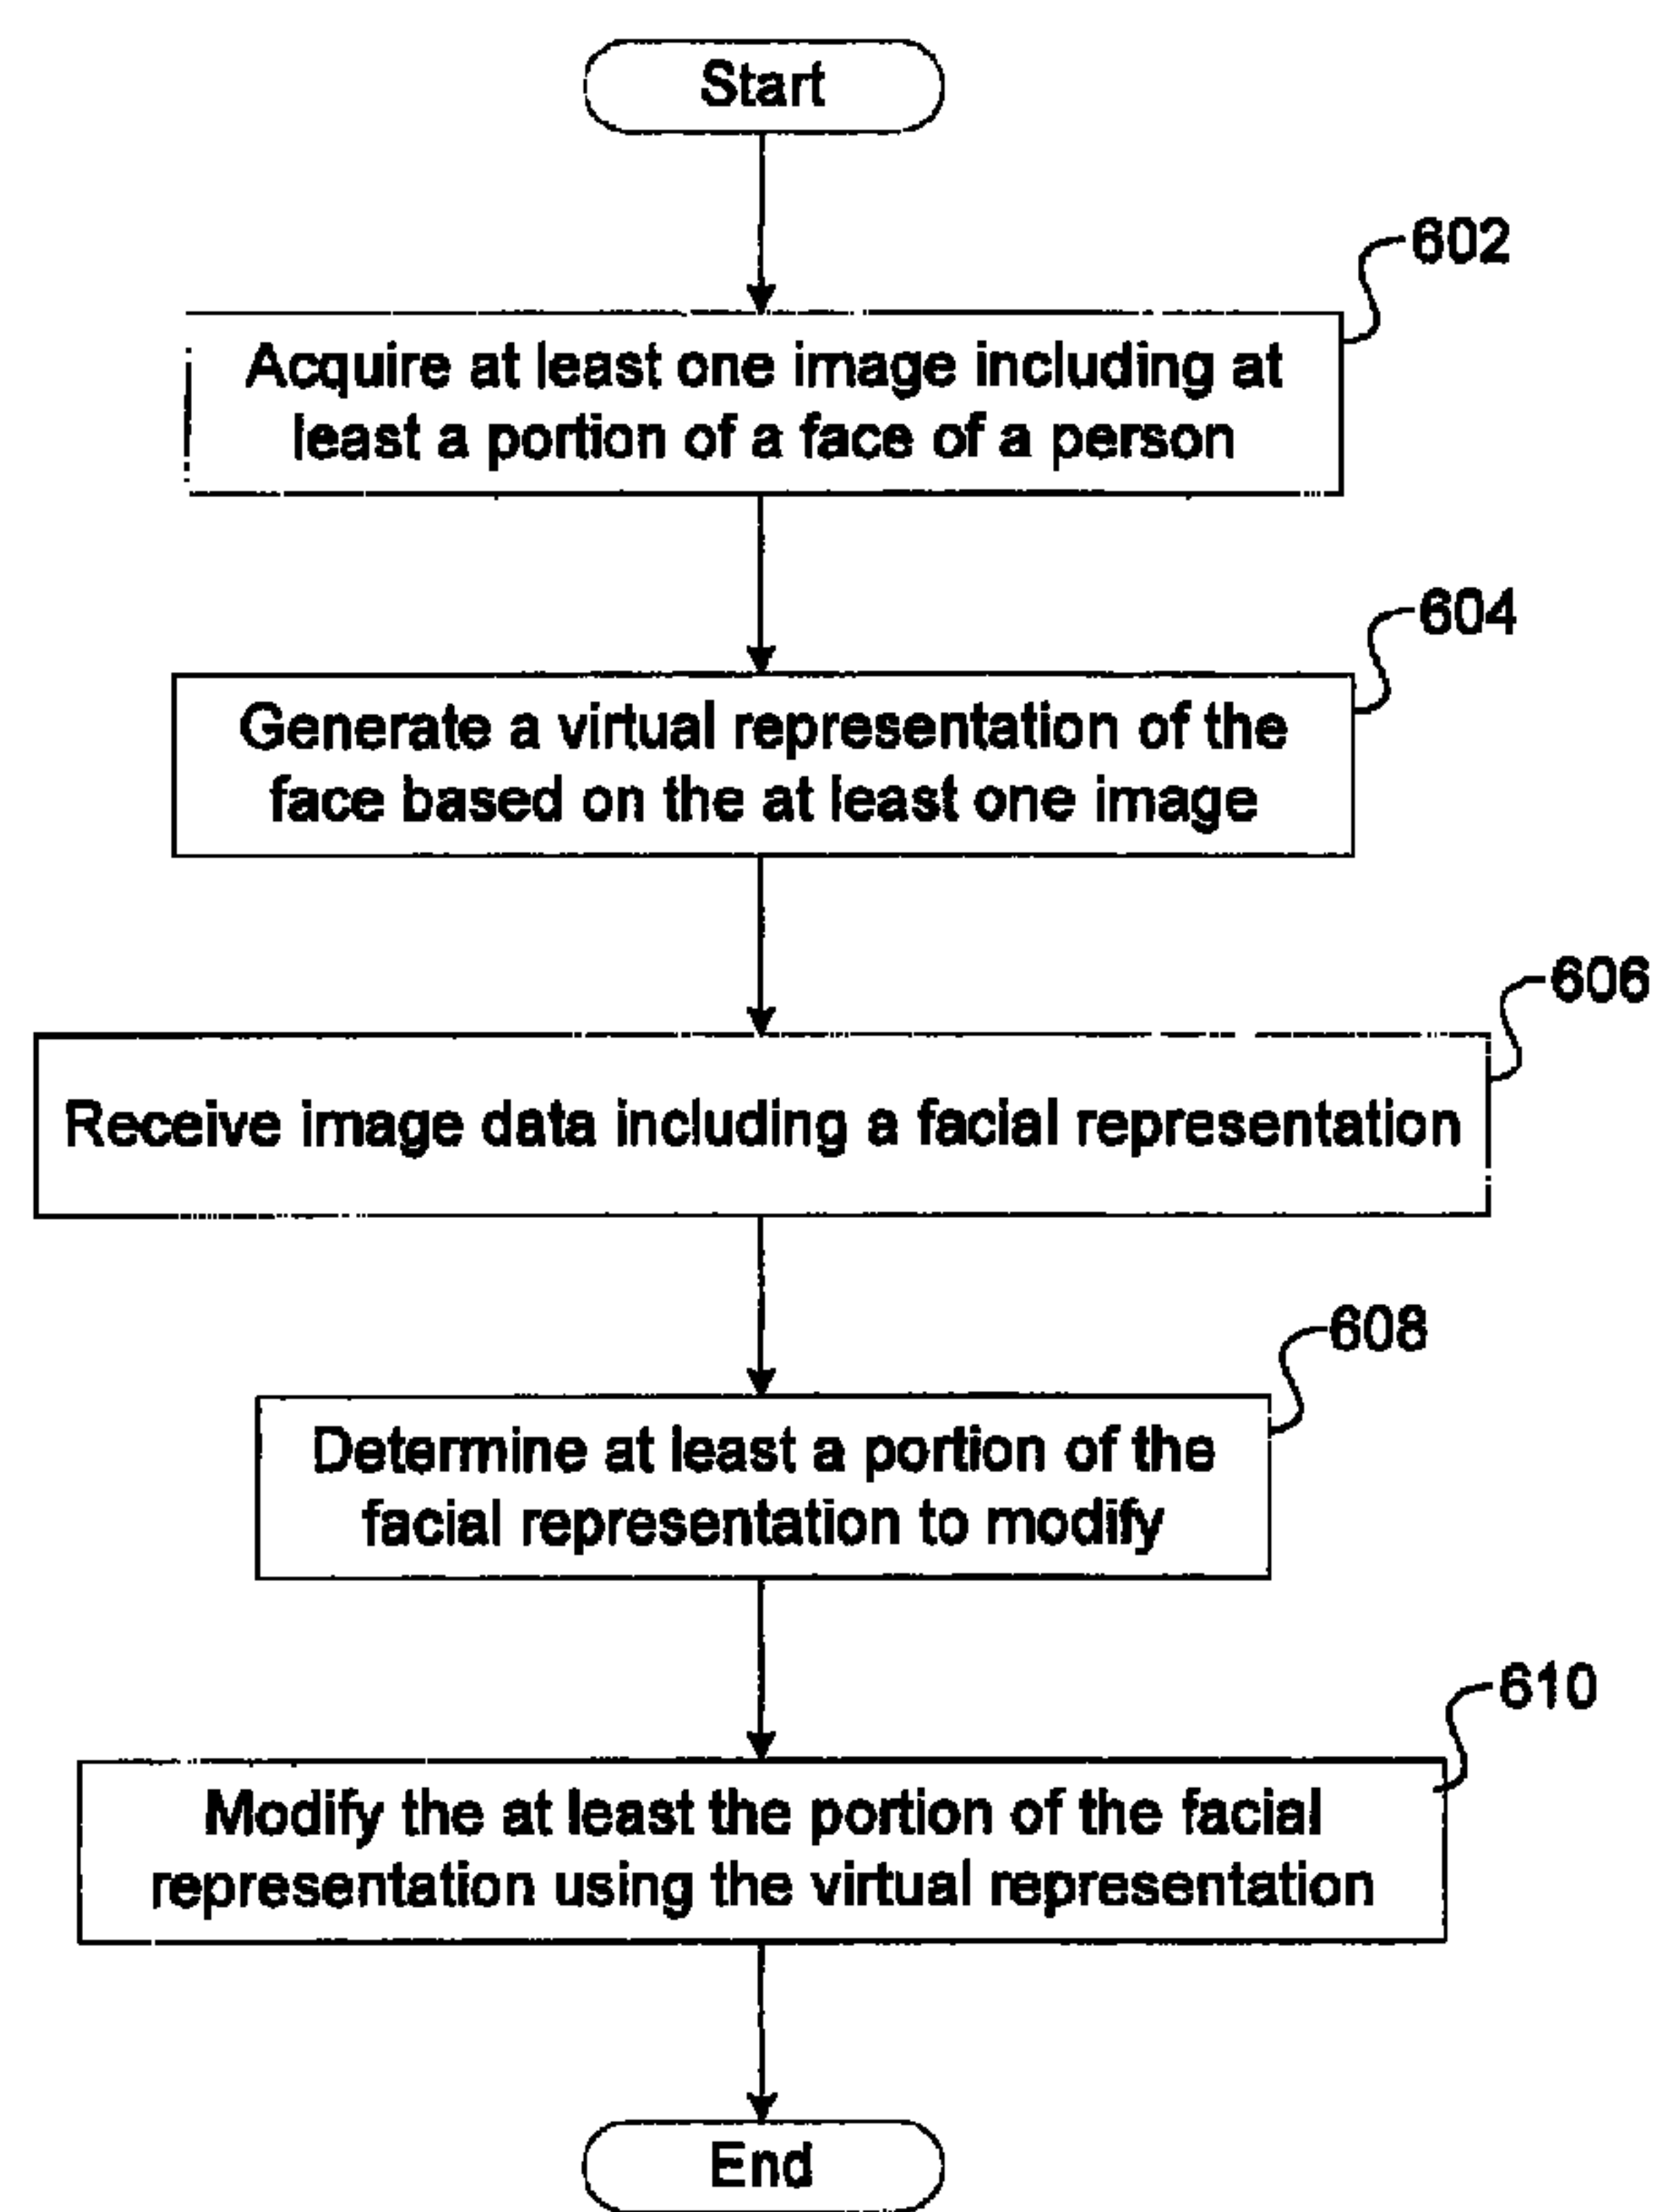 Start
602
Acquire at least one image including at
least a portion of a face of a person
604
Generate a virtual representation of the
face based on the at least one image
606
Receive image data including a facial representation
608
Determine at least a portion of the
facial representation to modify
610
Modify the at least the portion of the facial
representation using the virtual representation
End